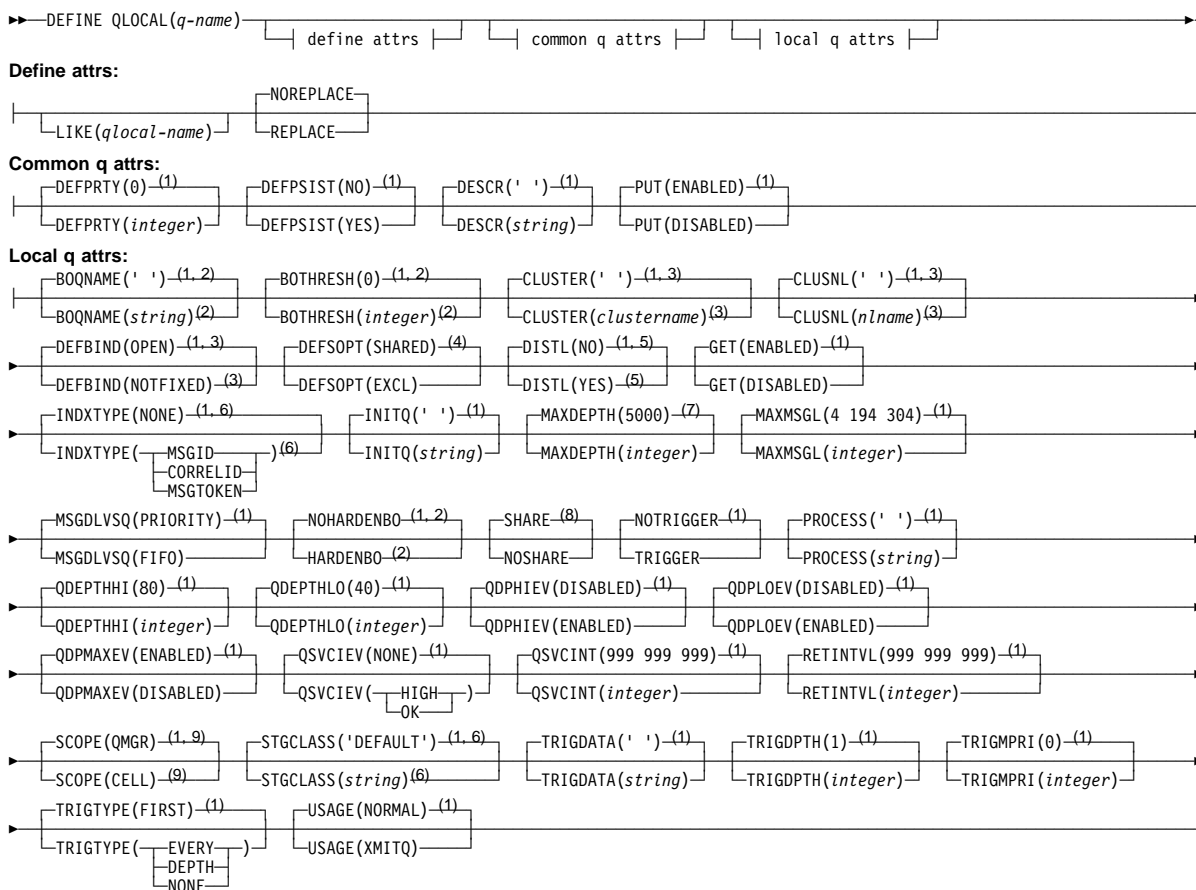 DEFINE QLOCAL(q-name)
define attrs common q attrs local q attrs
Define attrs:
NOREPLACE
LIKE(qlocal-name) REPLACE
Common q attrs:
DEFPRTY(0) (1) DEFPSIST(NO) (1) DESCR(' ') (1) PUT(ENABLED) (1)
DEFPRTY(integer) DEFPSIST(YES) DESCR(string) PUT(DISABLED)
Local q attrs:
BOQNAME(' ') (1, 2) BOTHRESH(0) (1, 2) CLUSTER(' ') (1, 3) CLUSNL(' ') (1, 3)
BOQNAME(string) (2) BOTHRESH(integer) (2) CLUSTER(clustername) (3) CLUSNL(nlname) (3)
DEFBIND(OPEN) (1, 3) DEFSOPT(SHARED) (4) DISTL(NO) (1, 5) GET(ENABLED) (1)
DEFBIND(NOTFIXED) (3) DEFSOPT(EXCL) DISTL(YES) (5) GET(DISABLED)
INDXTYPE(NONE) (1, 6) INITQ(' ') (1) MAXDEPTH(5000) (7) MAXMSGL(4 194 304) (1)
INDXTYPE( MSGID ) (6) INITQ(string) MAXDEPTH(integer) MAXMSGL(integer)
CORRELID
MSGTOKEN
MSGDLVSQ(PRIORITY) (1) NOHARDENBO (1, 2) SHARE (8) NOTRIGGER (1) PROCESS(' ') (1)
MSGDLVSQ(FIFO) HARDENBO (2) NOSHARE TRIGGER PROCESS(string)
QDEPTHHI(80) (1) QDEPTHLO(40) (1) QDPHIEV(DISABLED) (1) QDPLOEV(DISABLED) (1)
QDEPTHHI(integer) QDEPTHLO(integer) QDPHIEV(ENABLED) QDPLOEV(ENABLED)
QDPMAXEV(ENABLED) (1) QSVCIEV(NONE) (1) QSVCINT(999 999 999) (1) RETINTVL(999 999 999) (1)
QDPMAXEV(DISABLED) QSVCIEV( HIGH ) QSVCINT(integer) RETINTVL(integer)
OK
SCOPE(QMGR) (1, 9) STGCLASS('DEFAULT') (1, 6) TRIGDATA(' ') (1) TRIGDPTH(1) (1) TRIGMPRI(0) (1)
SCOPE(CELL) (9) STGCLASS(string) (6) TRIGDATA(string) TRIGDPTH(integer) TRIGMPRI(integer)
TRIGTYPE(FIRST) (1) USAGE(NORMAL) (1)
TRIGTYPE( EVERY ) USAGE(XMITQ)
DEPTH
NONE